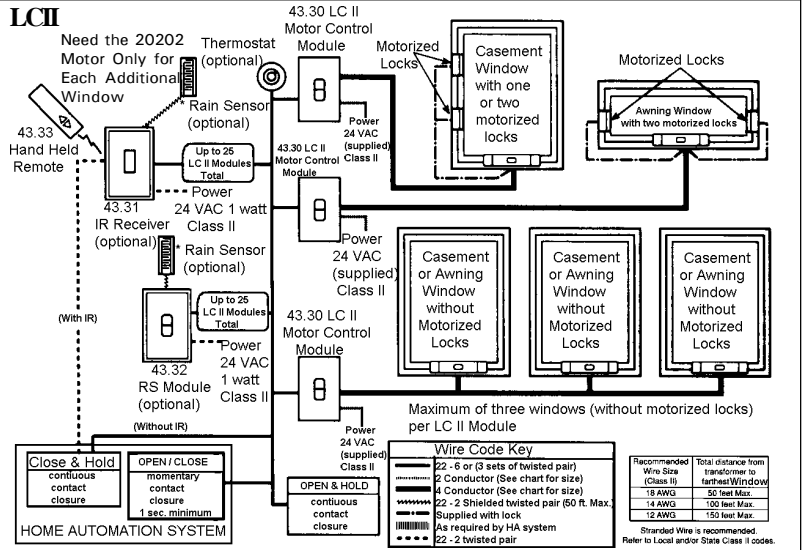 LCII
Need the 20202
Motor Only for
Each Additional
Window
Thermostat
(optional)
43.30 LC II
Motor Control
Module
Motorized
Locks
Casement
Window
with one
or two
motorized
locks
Motorized Locks
Awning Window
with two motorized locks
* Rain Sensor
(optional)
43.33
Hand Held
Remote
Up to 25
LC II Modules
Total
43.30 LC II
Motor Control
Module
Power
24 VAC
(supplied)
Class II
Power
24 VAC 1 watt
Class II
43.31
IR Receiver
(optional)
* Rain Sensor
(optional)
Power
24 VAC
(supplied)
Class II
Casement
or Awning
Window
without
Motorized
Locks
Casement
or Awning
Window
without
Motorized
Locks
Casement
or Awning
Window
without
Motorized
Locks
(With IR)
Up to 25
LC II Modules
Total
43.30 LC II
Motor Control
Module
Power
24 VAC
1 watt
Class II
43.32
RS Module
(optional)
Maximum of three windows (without motorized locks)
per LC II Module
(Without IR)
Power
24 VAC
(supplied)
Class II
Close & Hold
contiuous
contact
closure
OPEN / CLOSE
momentary
contact
closure
1 sec. minimum
HOME AUTOMATION SYSTEM
OPEN & HOLD
contiuous
contact
closure
Wire Code Key
22 - 6 or (3 sets of twisted pair)
2 Conductor (See chart for size)
4 Conductor (See chart for size)
22 - 2 Shielded twisted pair (50 ft. Max.)
Supplied with lock
As required by HA system
22 - 2 twisted pair
Recommended
Wire Size
(Class II)
Total distance from
transformer to
farthest Window
18 AWG 50 feet Max.
14 AWG 100 feet Max.
12 AWG 150 feet Max.
Stranded Wire is recommended.
Refer to Local and/or State Class II codes.